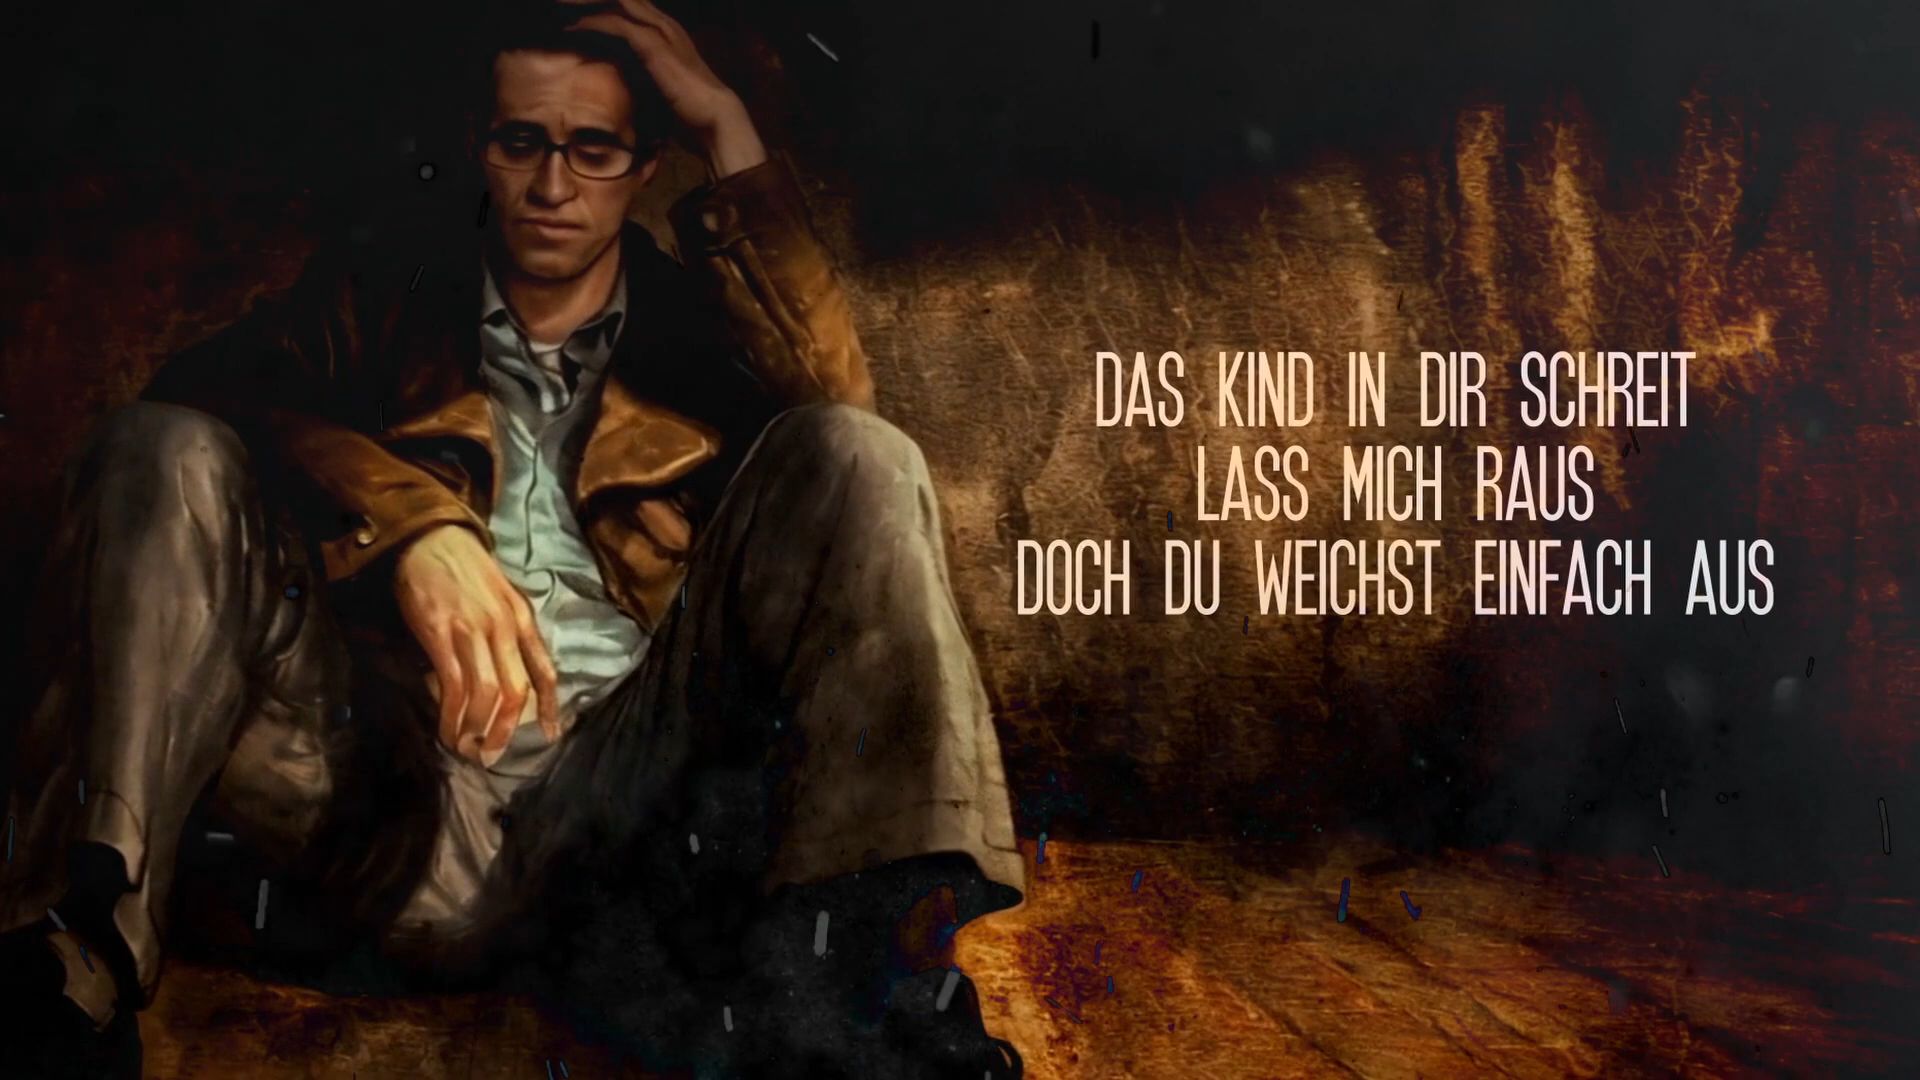 DAS KIND IN DIR SCHREIT
LASS MICH RAUS
DOCH DU WEICHST EINFACH AUS